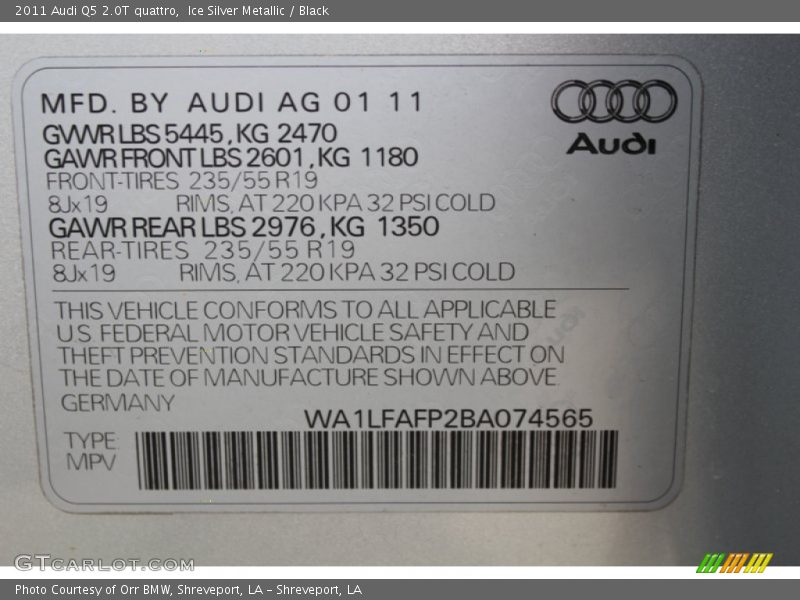 2011 Audi Q5 2.0T quattro,  Ice Silver Metallic / Black
MFD. BY AUDI AG 01 11
GVWR LBS 5445, KG 2470
GAWR FRONT LBS 2601, KG 1180
FRONT-TIRES 235/55 R19
8Jx19 RIMS, AT 220 KPA 32 PSI COLD
GAWR REAR LBS 2976, KG 1350
REAR-TIRES 235/55 R19
8Jx19 RIMS, AT 220 KPA 32 PSI COLD
Audi
THIS VEHICLE CONFORMS TO ALL APPLICABLE
U.S. FEDERAL MOTOR VEHICLE SAFETY AND
THEFT PREVENTION STANDARDS IN EFFECT ON
THE DATE OF MANUFACTURE SHOWN ABOVE.
GERMANY
WA1LFAFP2BA074565
TYPE:
MPV
GTCARLOT.COM
Photo Courtesy of Orr BMW, Shreveport, LA – Shreveport, LA